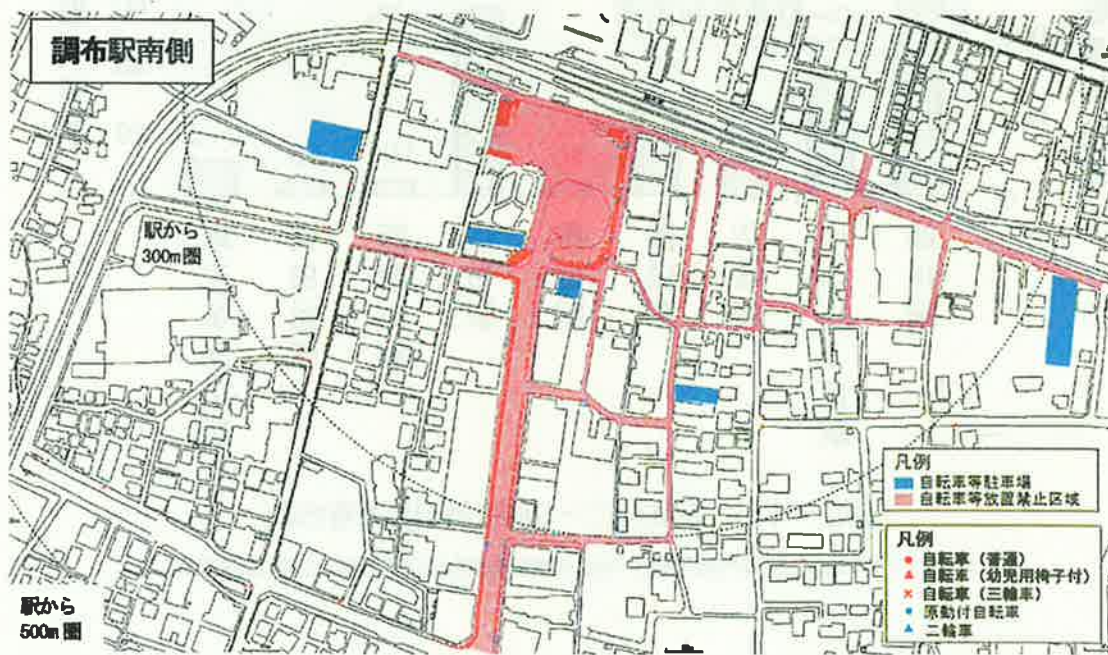 調布駅南側
駅から
300m圏
駅から
500m圏
凡例
自転車等駐車場
自転車等放置禁止区域
凡例
自転車（普通）
自転車（幼児用椅子付）
自転車（三輪車）
原動付自転車
二輪車